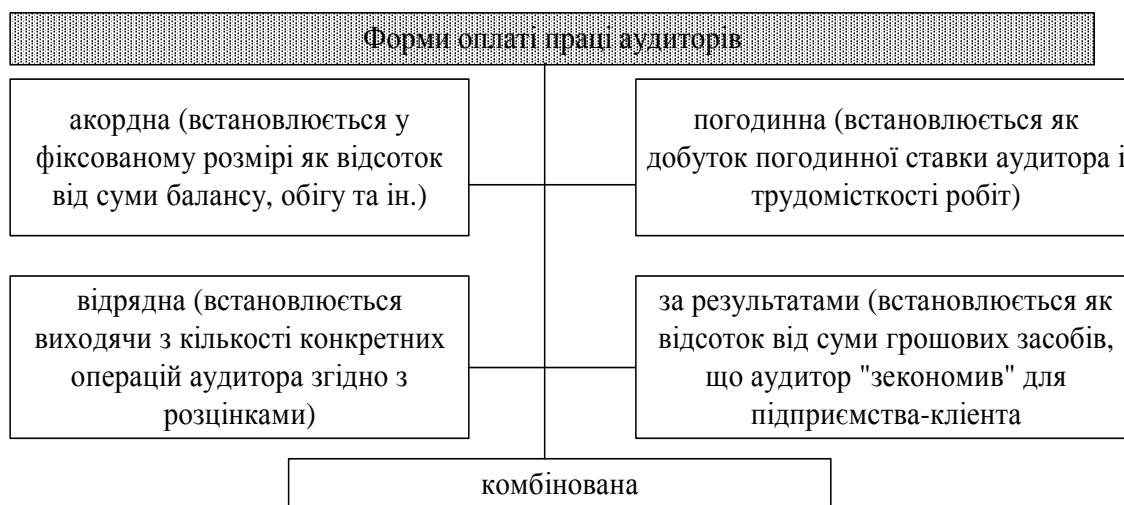 Форми оплаті праці аудиторів
акордна (встановлюється у
фіксованому розмірі як відсоток
від суми балансу, обігу та ін.)
погодинна (встановлюється як
добуток погодинної ставки аудитора і
трудомісткості робіт)
відрядна (встановлюється
виходячи з кількості конкретних
операцій аудитора згідно з
розцінками)
за результатами (встановлюється як
відсоток від суми грошових засобів,
що аудитор "зекономив" для
підприємства-клієнта
комбінована